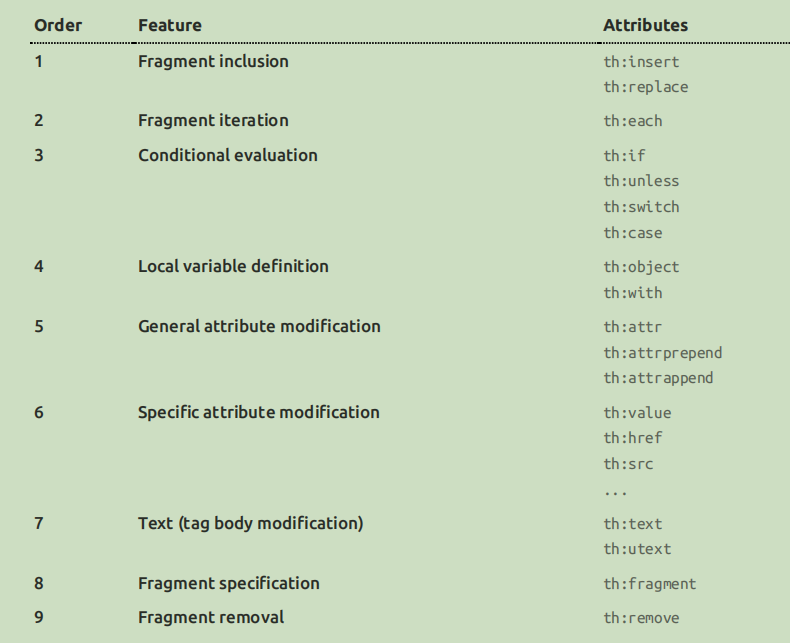 Order Feature Attributes
1 Fragment inclusion th:insert
th:replace
2 Fragment iteration th:each
3 Conditional evaluation th:if
th:unless
th:switch
th:case
4 Local variable definition th:object
th:with
5 General attribute modification th:attr
th:attrprepend
th:attrappend
6 Specific attribute modification th:value
th:href
th:src
...
7 Text (tag body modification) th:text
th:utext
8 Fragment specification th:fragment
9 Fragment removal th:remove